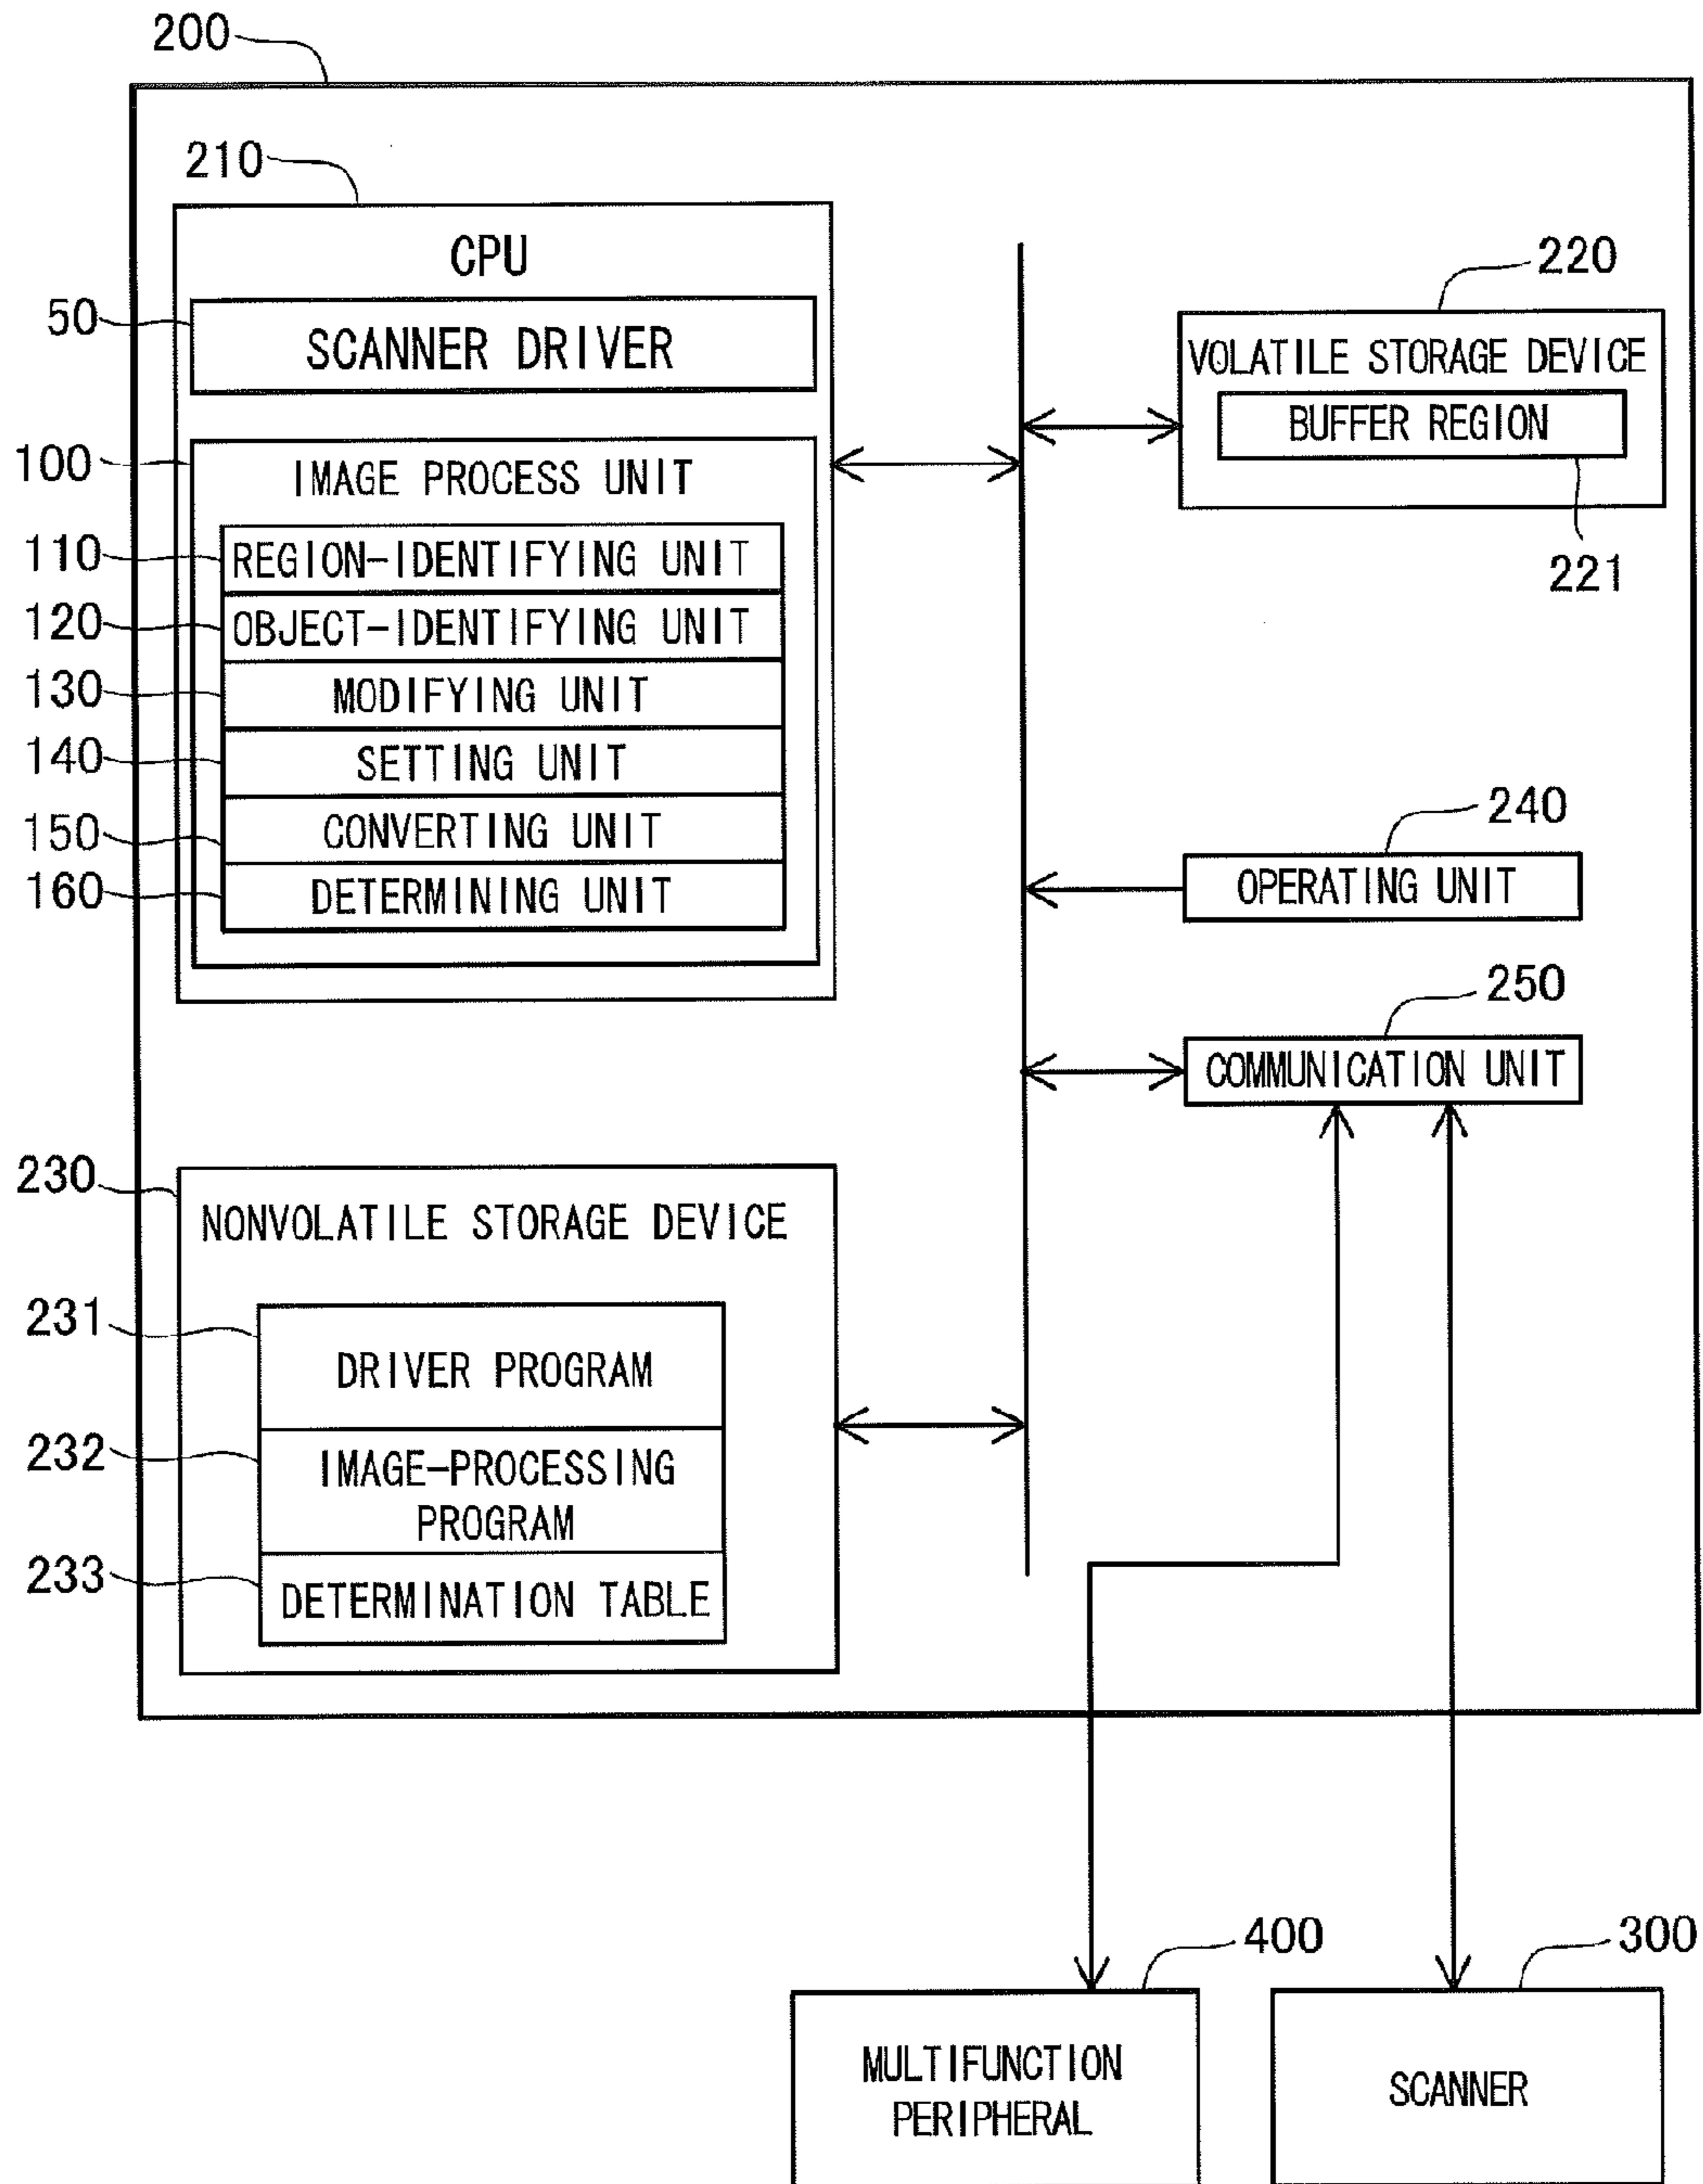 200
210
CPU
50
SCANNER DRIVER
100
IMAGE PROCESS UNIT
110
REGION-IDENTIFYING UNIT
120
OBJECT-IDENTIFYING UNIT
130
MODIFYING UNIT
140
SETTING UNIT
150
CONVERTING UNIT
160
DETERMINING UNIT
220
VOLATILE STORAGE DEVICE
BUFFER REGION
221
240
OPERATING UNIT
250
COMMUNICATION UNIT
230
NONVOLATILE STORAGE DEVICE
231
DRIVER PROGRAM
232
IMAGE-PROCESSING
PROGRAM
233
DETERMINATION TABLE
400
MULTIFUNCTION
PERIPHERAL
300
SCANNER